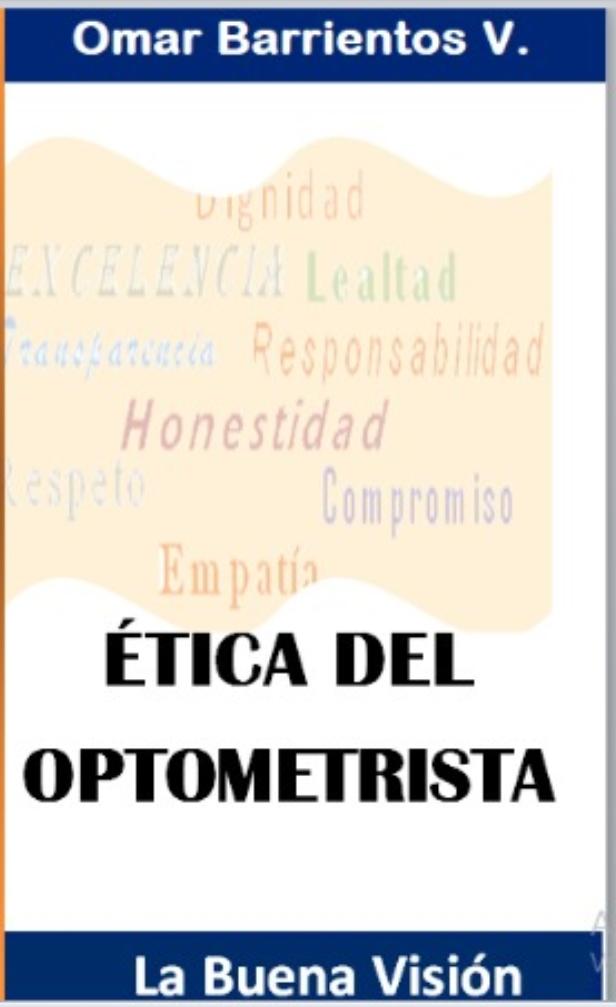 Omar Barrientos V.
Dignidad
EXCELENCIA Lealtad
Transparencia Responsabilidad
Honestidad
Respeto Compromiso
Empatía
ÉTICA DEL
OPTOMETRISTA
La Buena Visión